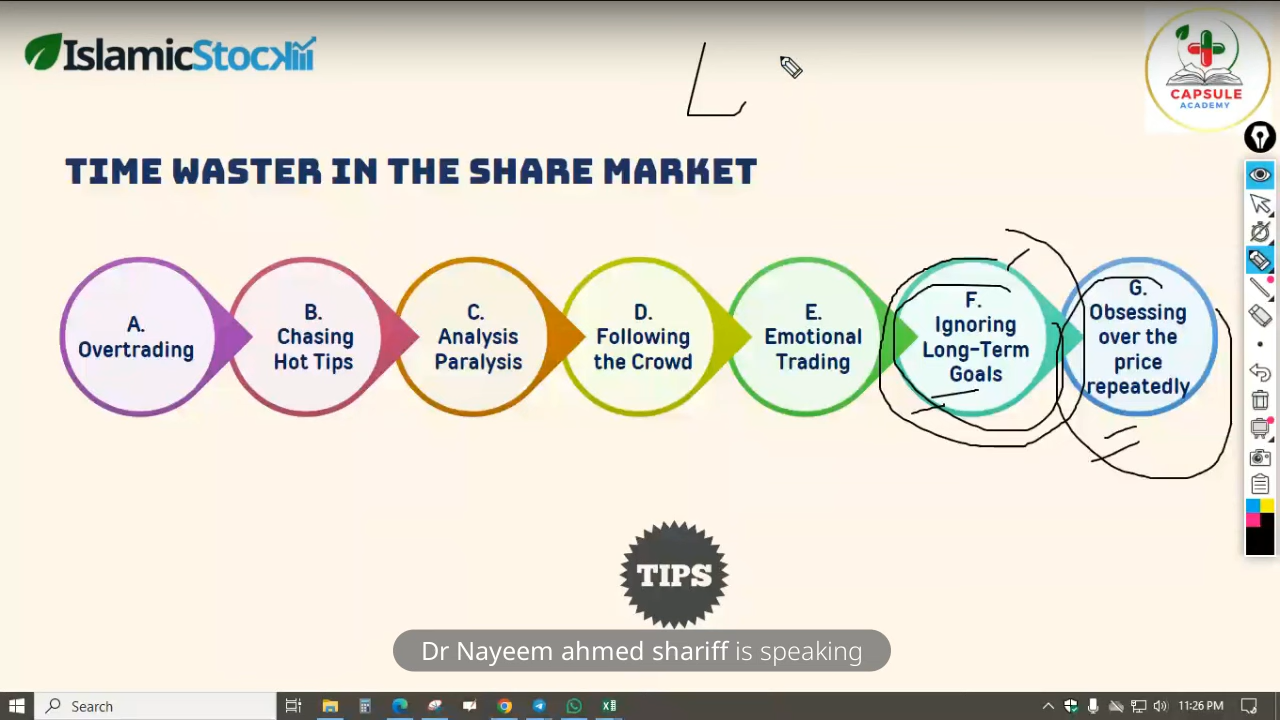 IslamicStock
CAPSULE
ACADEMY
L
TIME WASTER IN THE SHARE MARKET
A.
Overtrading
B.
Chasing
Hot Tips
C.
Analysis
Paralysis
D.
Following
the Crowd
E.
Emotional
Trading
F.
Ignoring
Long-Term
Goals
G.
Obsessing
over the
price
repeatedly
TIPS
Dr Nayeem ahmed shariff is speaking
Search
11:26 PM